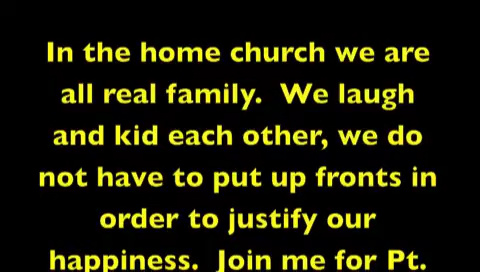 In the home church we are
all real family.  We laugh
and kid each other, we do
not have to put up fronts in
order to justify our
happiness.  Join me for Pt.